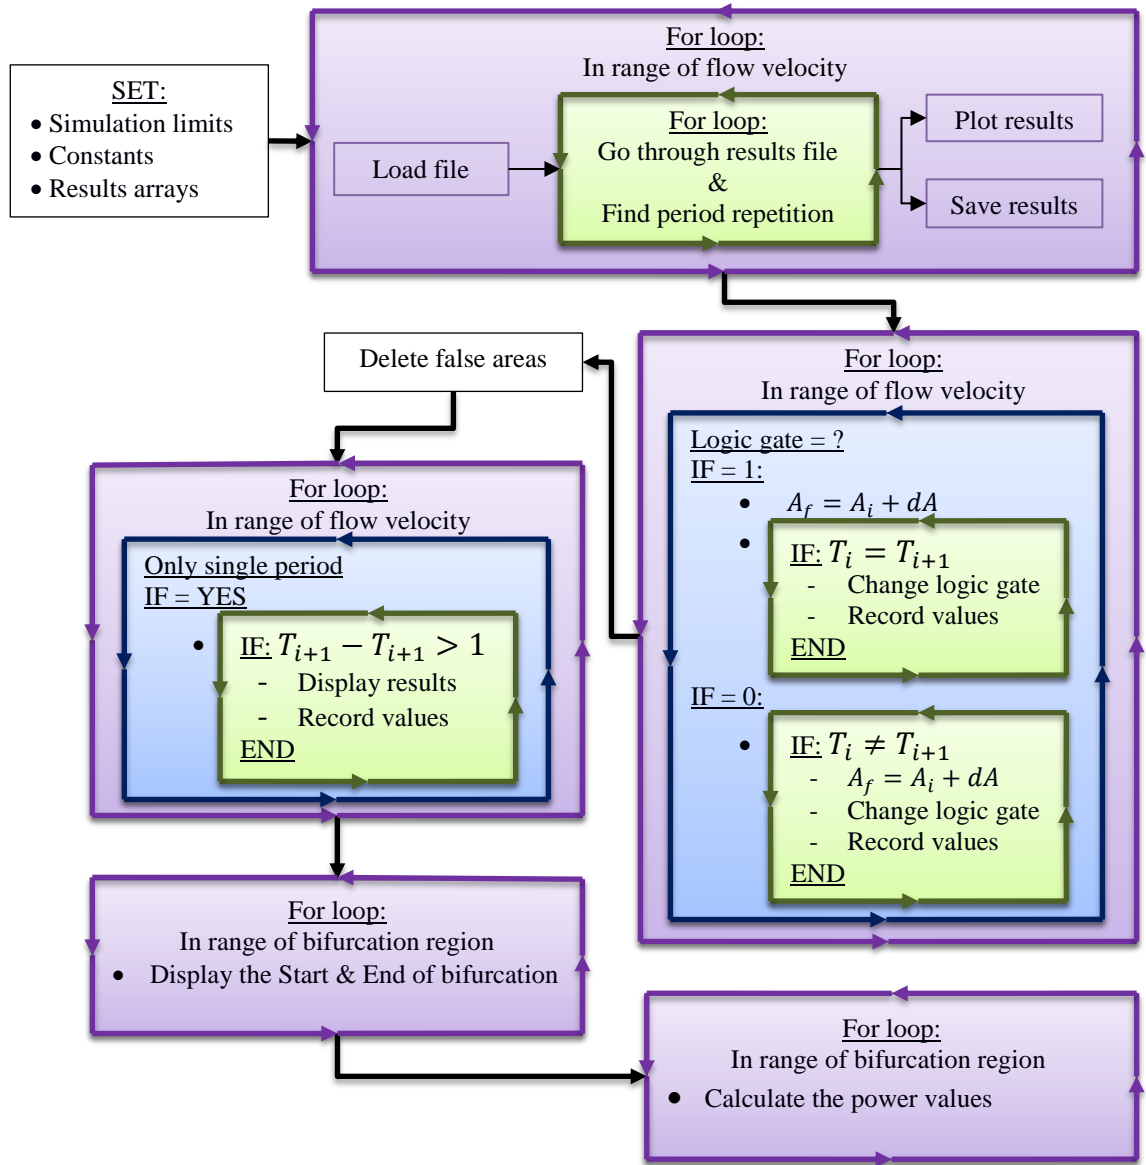 SET:
• Simulation limits
• Constants
• Results arrays
For loop:
In range of flow velocity
Load file
For loop:
Go through results file
&
Find period repetition
Plot results
Save results
For loop:
In range of flow velocity
Logic gate = ?
IF = 1:
• A_f = A_i + dA
•
IF: T_i = T_{i+1}
- Change logic gate
- Record values
END
IF = 0:
•
IF: T_i ≠ T_{i+1}
- A_f = A_i + dA
- Change logic gate
- Record values
END
Delete false areas
For loop:
In range of flow velocity
Only single period
IF = YES
• IF: T_{i+1} − T_{i+1} > 1
- Display results
- Record values
END
For loop:
In range of bifurcation region
• Display the Start & End of bifurcation
For loop:
In range of bifurcation region
• Calculate the power values